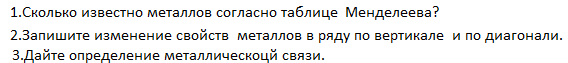 1.Сколько известно металлов согласно таблице Менделеева?
2.Запишите изменение свойств металлов в ряду по вертикале и по диагонали.
3.Дайте определение металлическоцй связи.